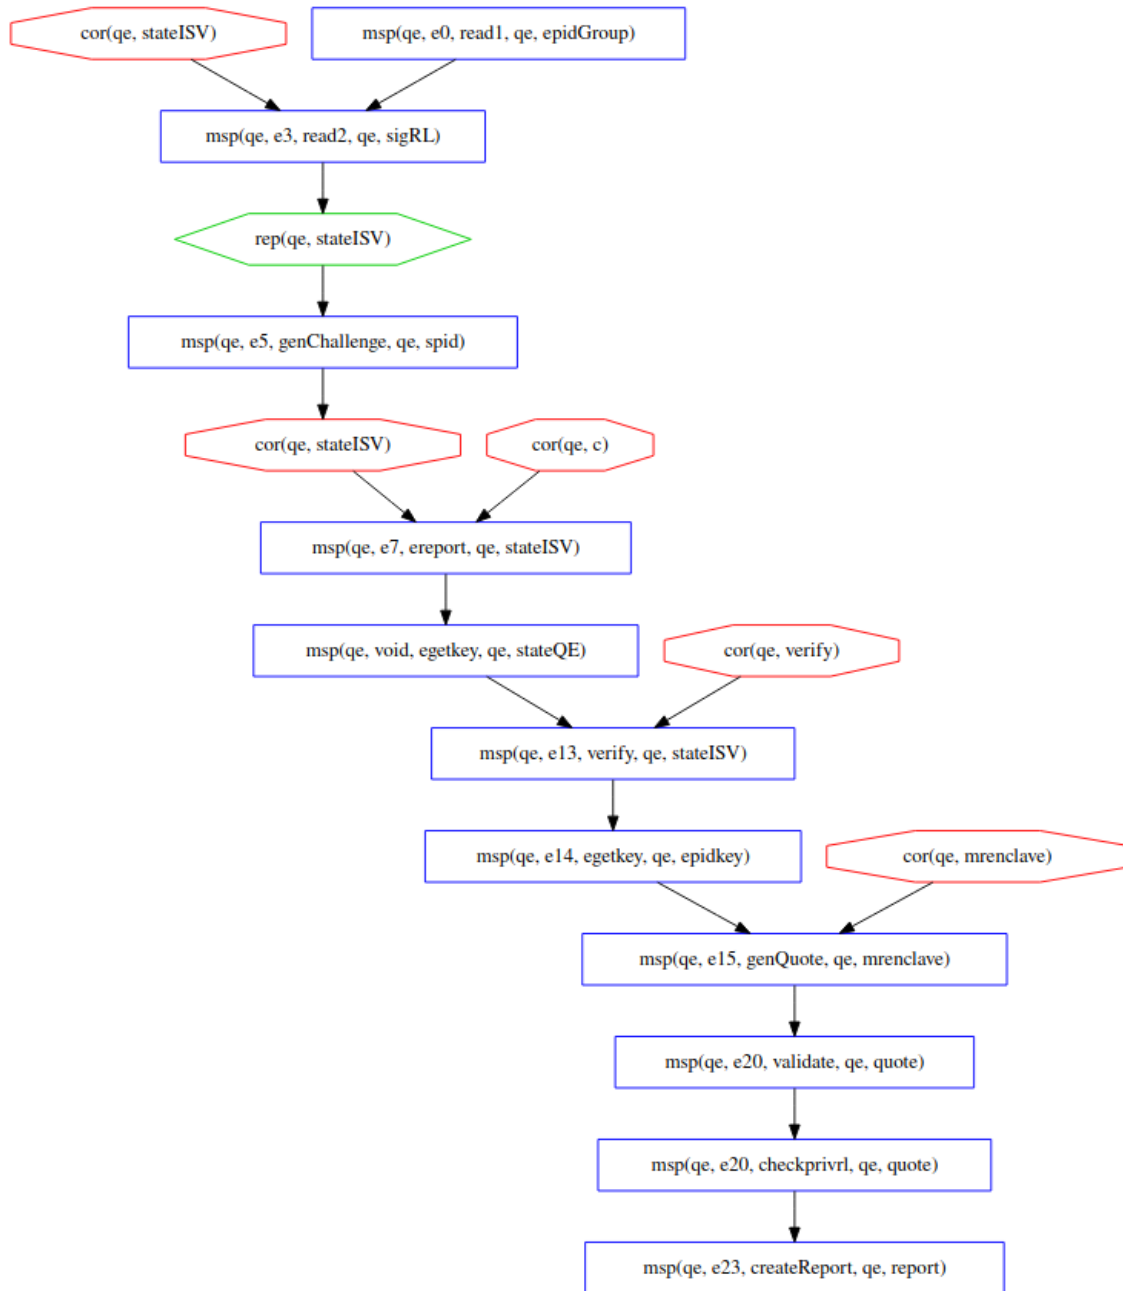 cor(qe, stateISV)
msp(qe, e0, read1, qe, epidGroup)
msp(qe, e3, read2, qe, sigRL)
rep(qe, stateISV)
msp(qe, e5, genChallenge, qe, spid)
cor(qe, stateISV)
cor(qe, c)
msp(qe, e7, ereport, qe, stateISV)
msp(qe, void, egetkey, qe, stateQE)
cor(qe, verify)
msp(qe, e13, verify, qe, stateISV)
msp(qe, e14, egetkey, qe, epidkey)
cor(qe, mrenclave)
msp(qe, e15, genQuote, qe, mrenclave)
msp(qe, e20, validate, qe, quote)
msp(qe, e20, checkprivrl, qe, quote)
msp(qe, e23, createReport, qe, report)